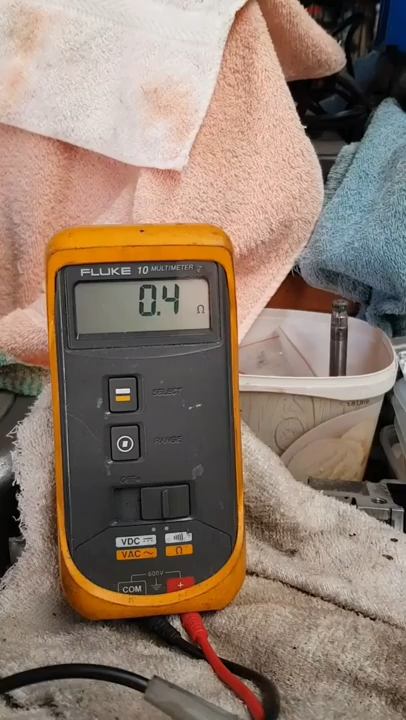 FLUKE 10 MULTIMETER
0.4 Ω
SELECT
RANGE
OFF
VDC
VAC Ω
600V
COM +